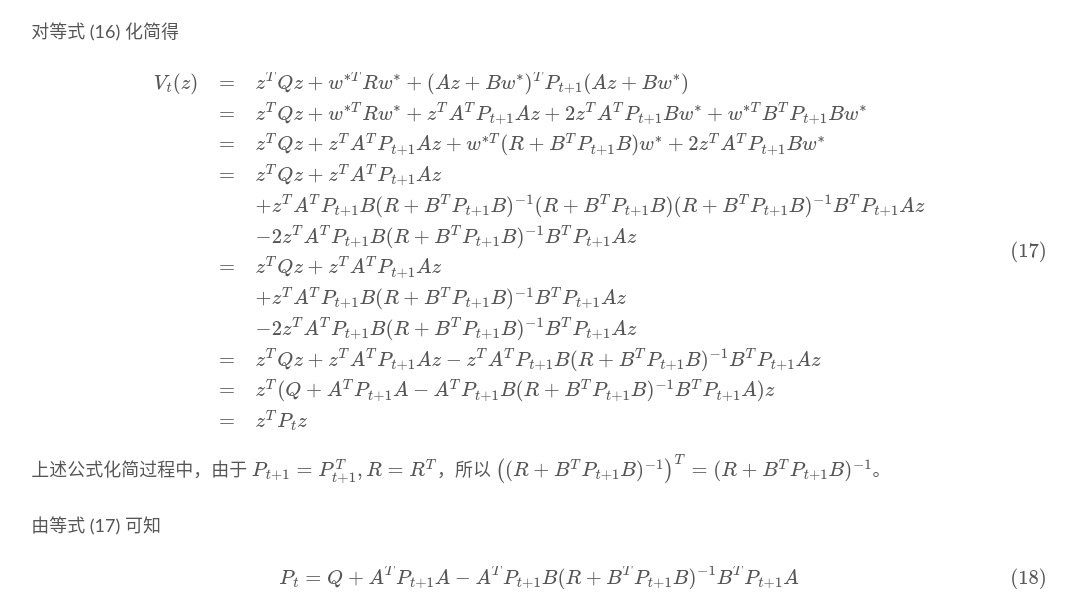 对等式 (16) 化简得
V_t(z) = z^T Qz + w^{*T} Rw^* + (Az + Bw^*)^T P_{t+1}(Az + Bw^*)
= z^T Qz + w^{*T} Rw^* + z^T A^T P_{t+1}Az + 2z^T A^T P_{t+1}Bw^* + w^{*T} B^T P_{t+1}Bw^*
= z^T Qz + z^T A^T P_{t+1}Az + w^{*T}(R + B^T P_{t+1}B)w^* + 2z^T A^T P_{t+1}Bw^*
= z^T Qz + z^T A^T P_{t+1}Az
+z^T A^T P_{t+1}B(R + B^T P_{t+1}B)^{-1}(R + B^T P_{t+1}B)(R + B^T P_{t+1}B)^{-1}B^T P_{t+1}Az
-2z^T A^T P_{t+1}B(R + B^T P_{t+1}B)^{-1}B^T P_{t+1}Az (17)
= z^T Qz + z^T A^T P_{t+1}Az
+z^T A^T P_{t+1}B(R + B^T P_{t+1}B)^{-1}B^T P_{t+1}Az
-2z^T A^T P_{t+1}B(R + B^T P_{t+1}B)^{-1}B^T P_{t+1}Az
= z^T Qz + z^T A^T P_{t+1}Az - z^T A^T P_{t+1}B(R + B^T P_{t+1}B)^{-1}B^T P_{t+1}Az
= z^T(Q + A^T P_{t+1}A - A^T P_{t+1}B(R + B^T P_{t+1}B)^{-1}B^T P_{t+1}A)z
= z^T P_t z
上述公式化简过程中，由于 P_{t+1} = P_{t+1}^T, R = R^T，所以 ((R + B^T P_{t+1}B)^{-1})^T = (R + B^T P_{t+1}B)^{-1}。
由等式 (17) 可知
P_t = Q + A^T P_{t+1}A - A^T P_{t+1}B(R + B^T P_{t+1}B)^{-1}B^T P_{t+1}A (18)